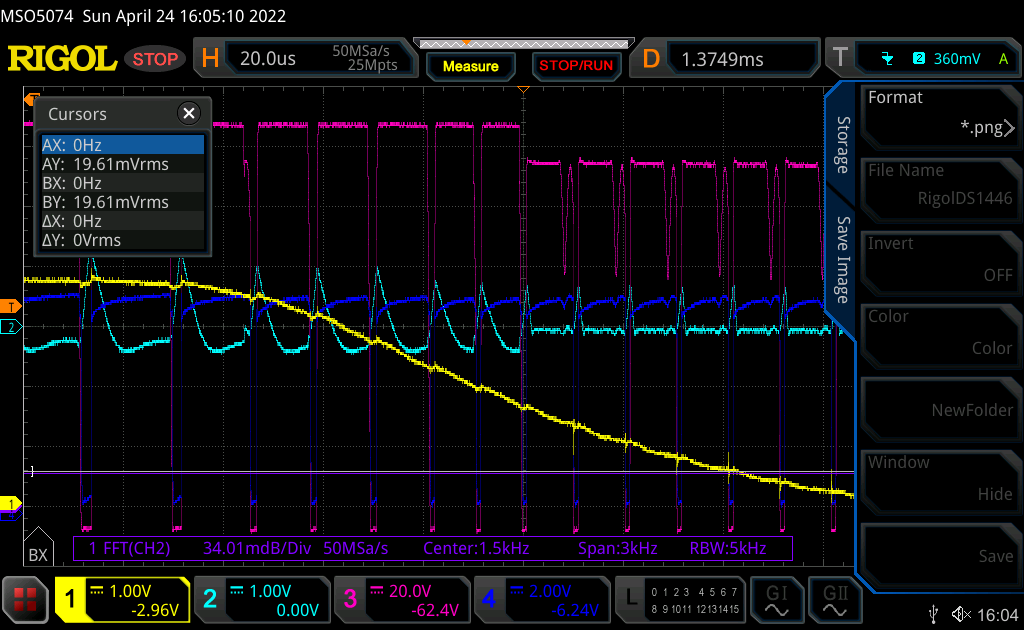 MSO5074  Sun April 24 16:05:10 2022
RIGOL STOP H 20.0us 50MSa/s 25Mpts Measure STOP/RUN D 1.3749ms T 2 360mV A
T
Cursors
AX: 0Hz
AY: 19.61mVrms
BX: 0Hz
BY: 19.61mVrms
ΔX: 0Hz
ΔY: 0Vrms
T
2
1
BX
1 FFT(CH2) 34.01mdB/Div 50MSa/s Center:1.5kHz Span:3kHz RBW:5kHz
Storage
Save Image
Format
*.png
File Name
RigolDS1446
Invert
OFF
Color
Color
NewFolder
Window
Hide
Save
1 1.00V -2.96V
2 1.00V 0.00V
3 20.0V -62.4V
4 2.00V -6.24V
L 0 1 2 3 4 5 6 7
8 9 10 11 12 13 14 15
GI
GII
16:04